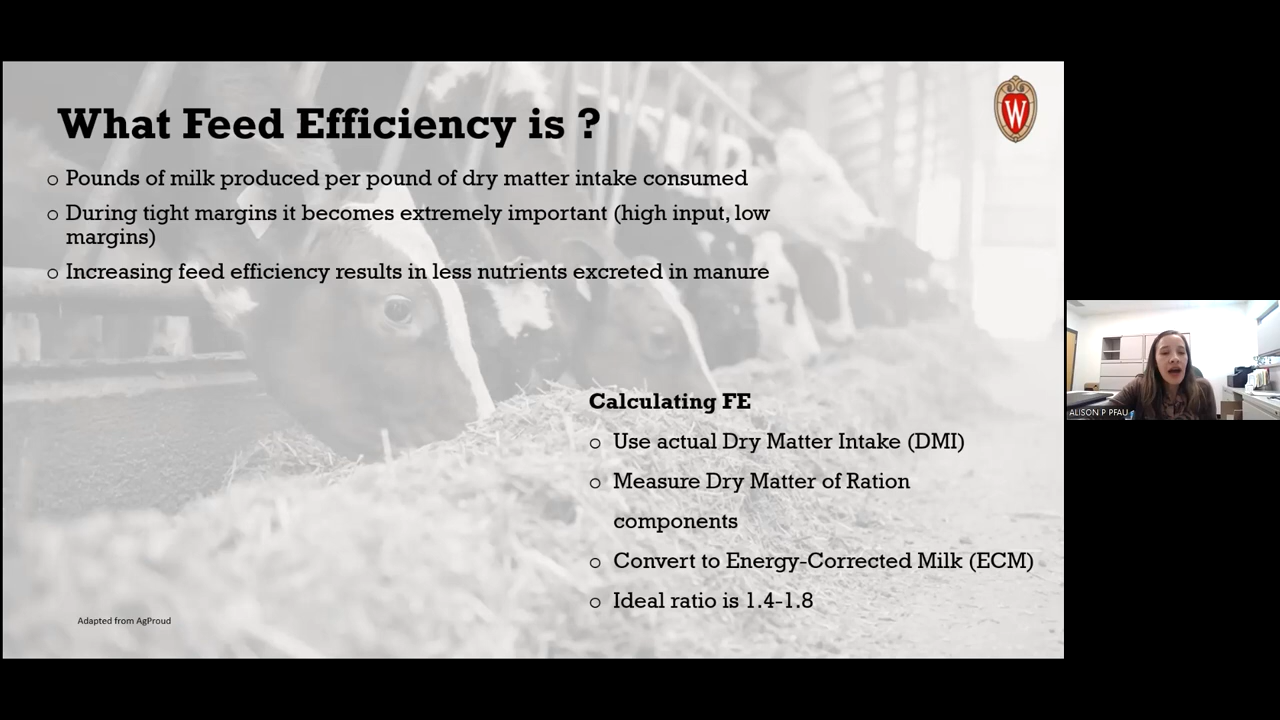 What Feed Efficiency is ?
W
o Pounds of milk produced per pound of dry matter intake consumed
o During tight margins it becomes extremely important (high input, low
margins)
o Increasing feed efficiency results in less nutrients excreted in manure
Calculating FE
o Use actual Dry Matter Intake (DMI)
o Measure Dry Matter of Ration
components
o Convert to Energy-Corrected Milk (ECM)
o Ideal ratio is 1.4-1.8
Adapted from AgProud
ALISON P PFAU